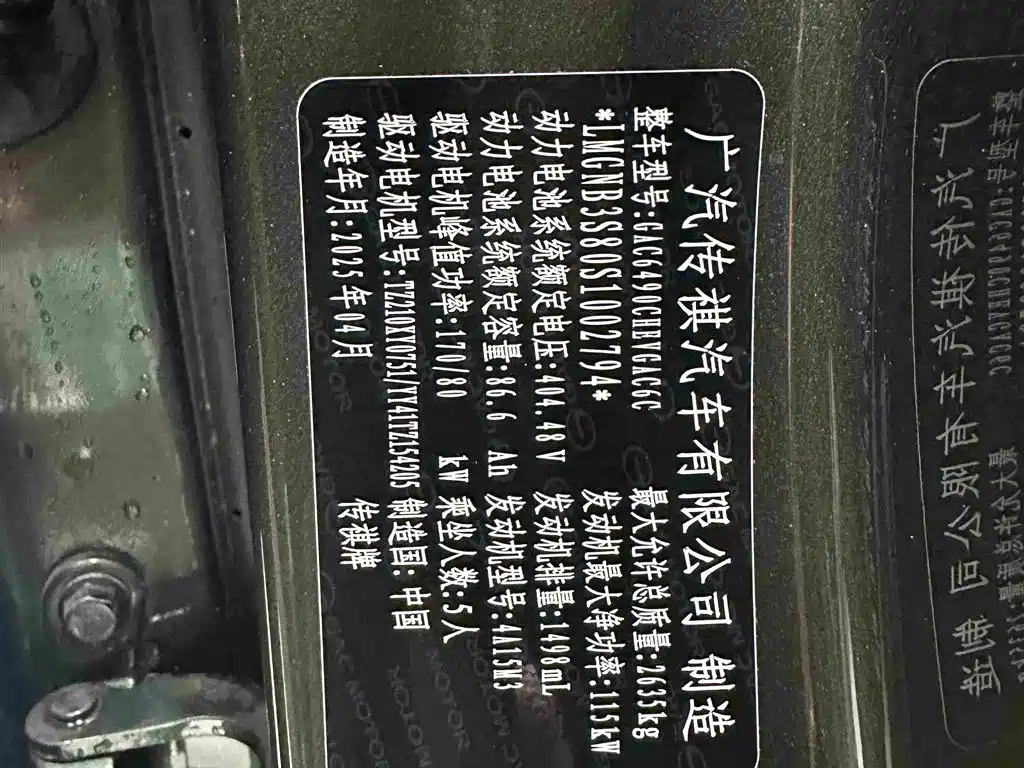 广汽传祺汽车有限公司 制造
整车型号:GAC6490CHEVGAC6C 最大允许总质量:2635kg
*LMGNB3S80S1002794* 发动机最大净功率:115kW
动力电池系统额定电压:404.48V 发动机排量:1498mL
动力电池系统额定容量:86.6 Ah 发动机型号:4A15M3
驱动电机峰值功率:170/80 kW 乘坐人数:5人
驱动电机型号:TZ210XY0751/YY41TZ154205 制造国:中国
制造年月:2025年04月 传祺牌